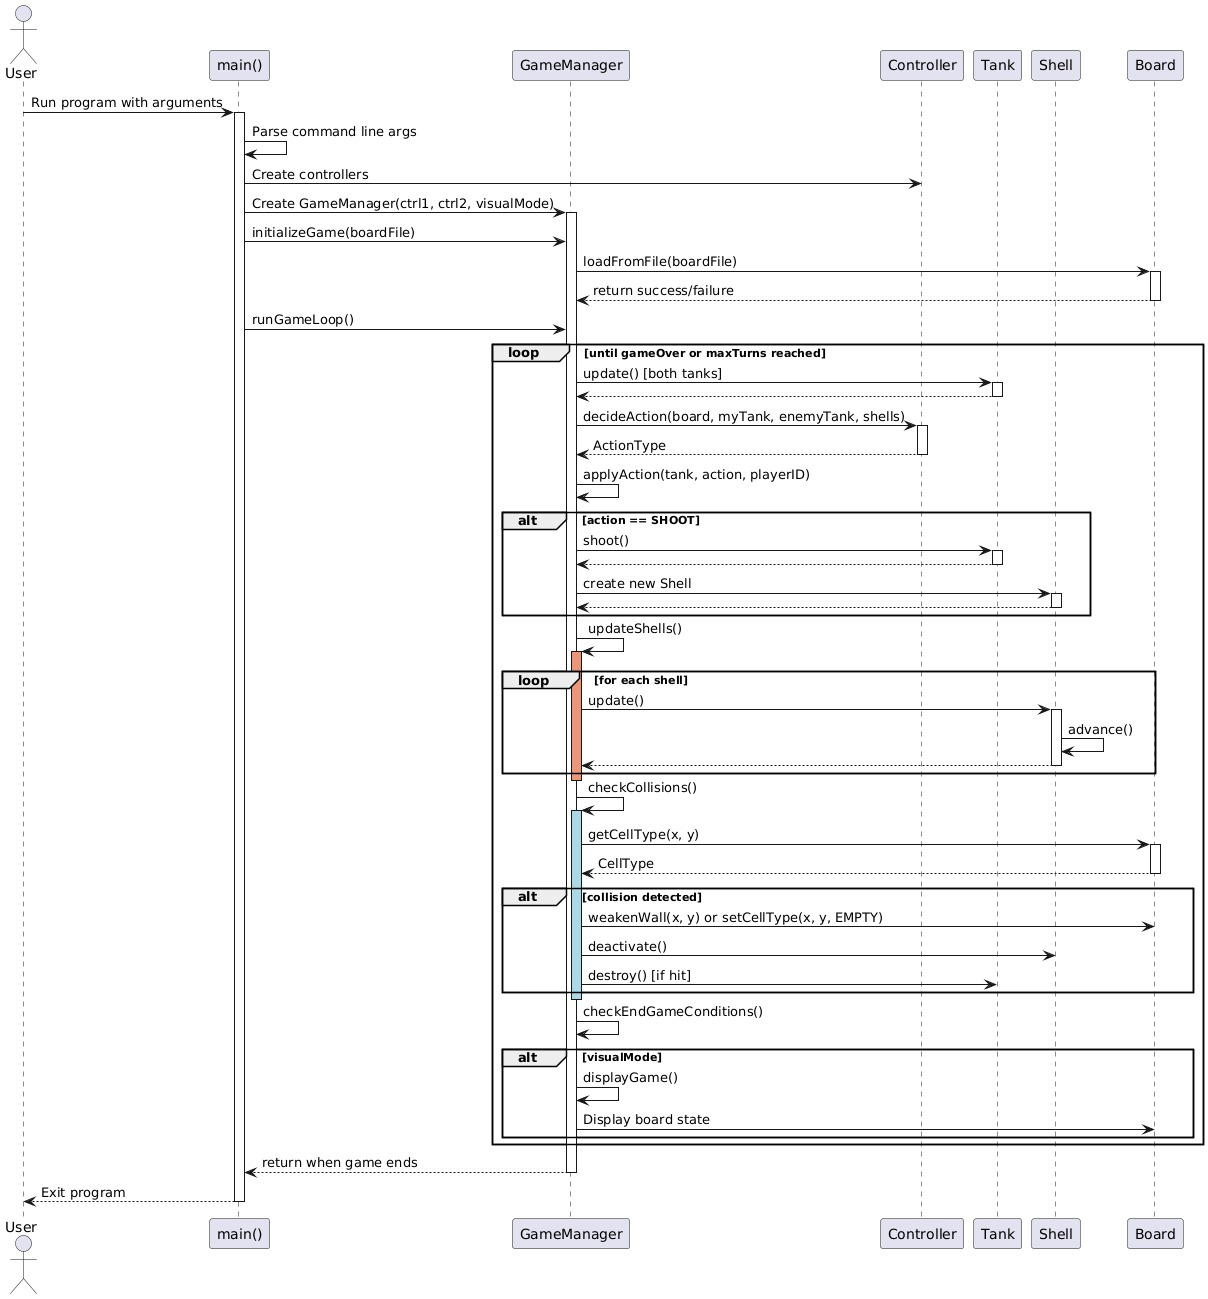 User
main()
GameManager
Controller
Tank
Shell
Board
Run program with arguments
Parse command line args
Create controllers
Create GameManager(ctrl1, ctrl2, visualMode)
initializeGame(boardFile)
loadFromFile(boardFile)
return success/failure
runGameLoop()
loop [until gameOver or maxTurns reached]
update() [both tanks]
decideAction(board, myTank, enemyTank, shells)
ActionType
applyAction(tank, action, playerID)
alt [action == SHOOT]
shoot()
create new Shell
updateShells()
loop [for each shell]
update()
advance()
checkCollisions()
getCellType(x, y)
CellType
alt [collision detected]
weakenWall(x, y) or setCellType(x, y, EMPTY)
deactivate()
destroy() [if hit]
checkEndGameConditions()
alt [visualMode]
displayGame()
Display board state
return when game ends
Exit program
User
main()
GameManager
Controller
Tank
Shell
Board